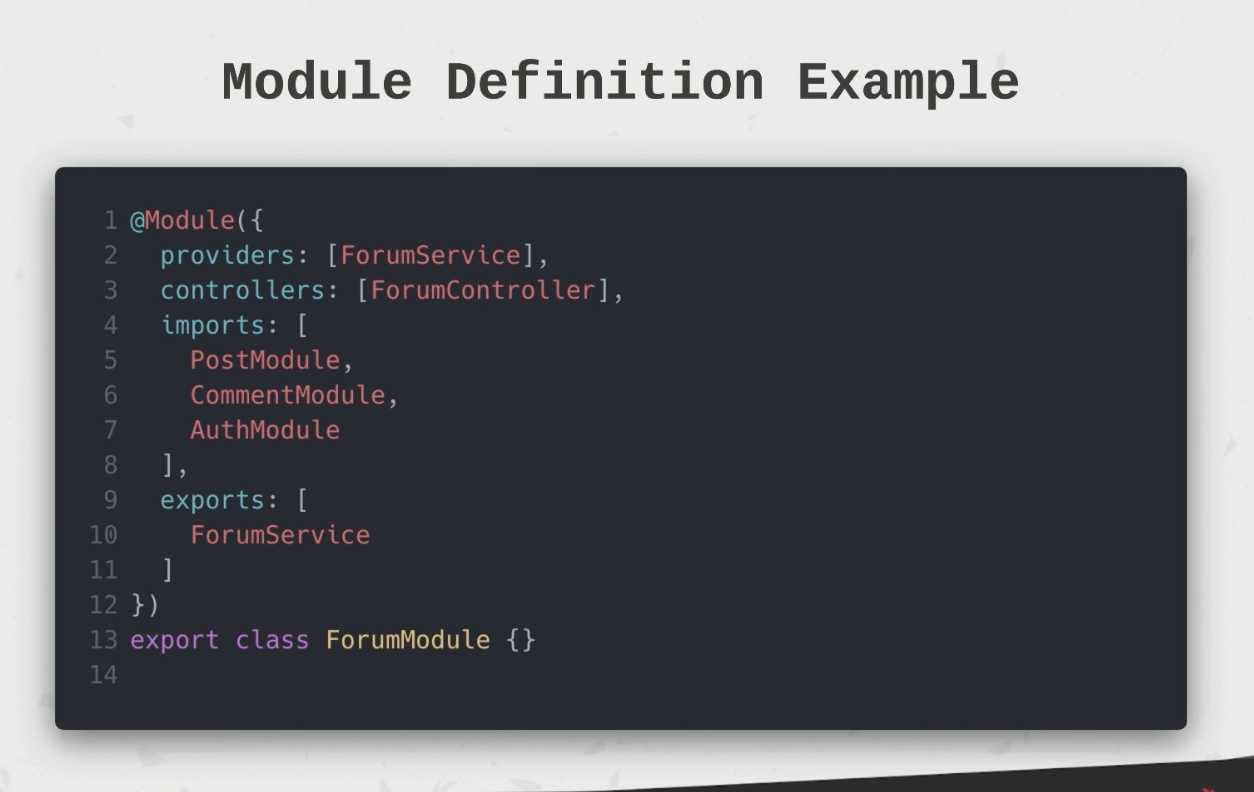 Module Definition Example
1 @Module({
2   providers: [ForumService],
3   controllers: [ForumController],
4   imports: [
5     PostModule,
6     CommentModule,
7     AuthModule
8   ],
9   exports: [
10     ForumService
11   ]
12 })
13 export class ForumModule {}
14